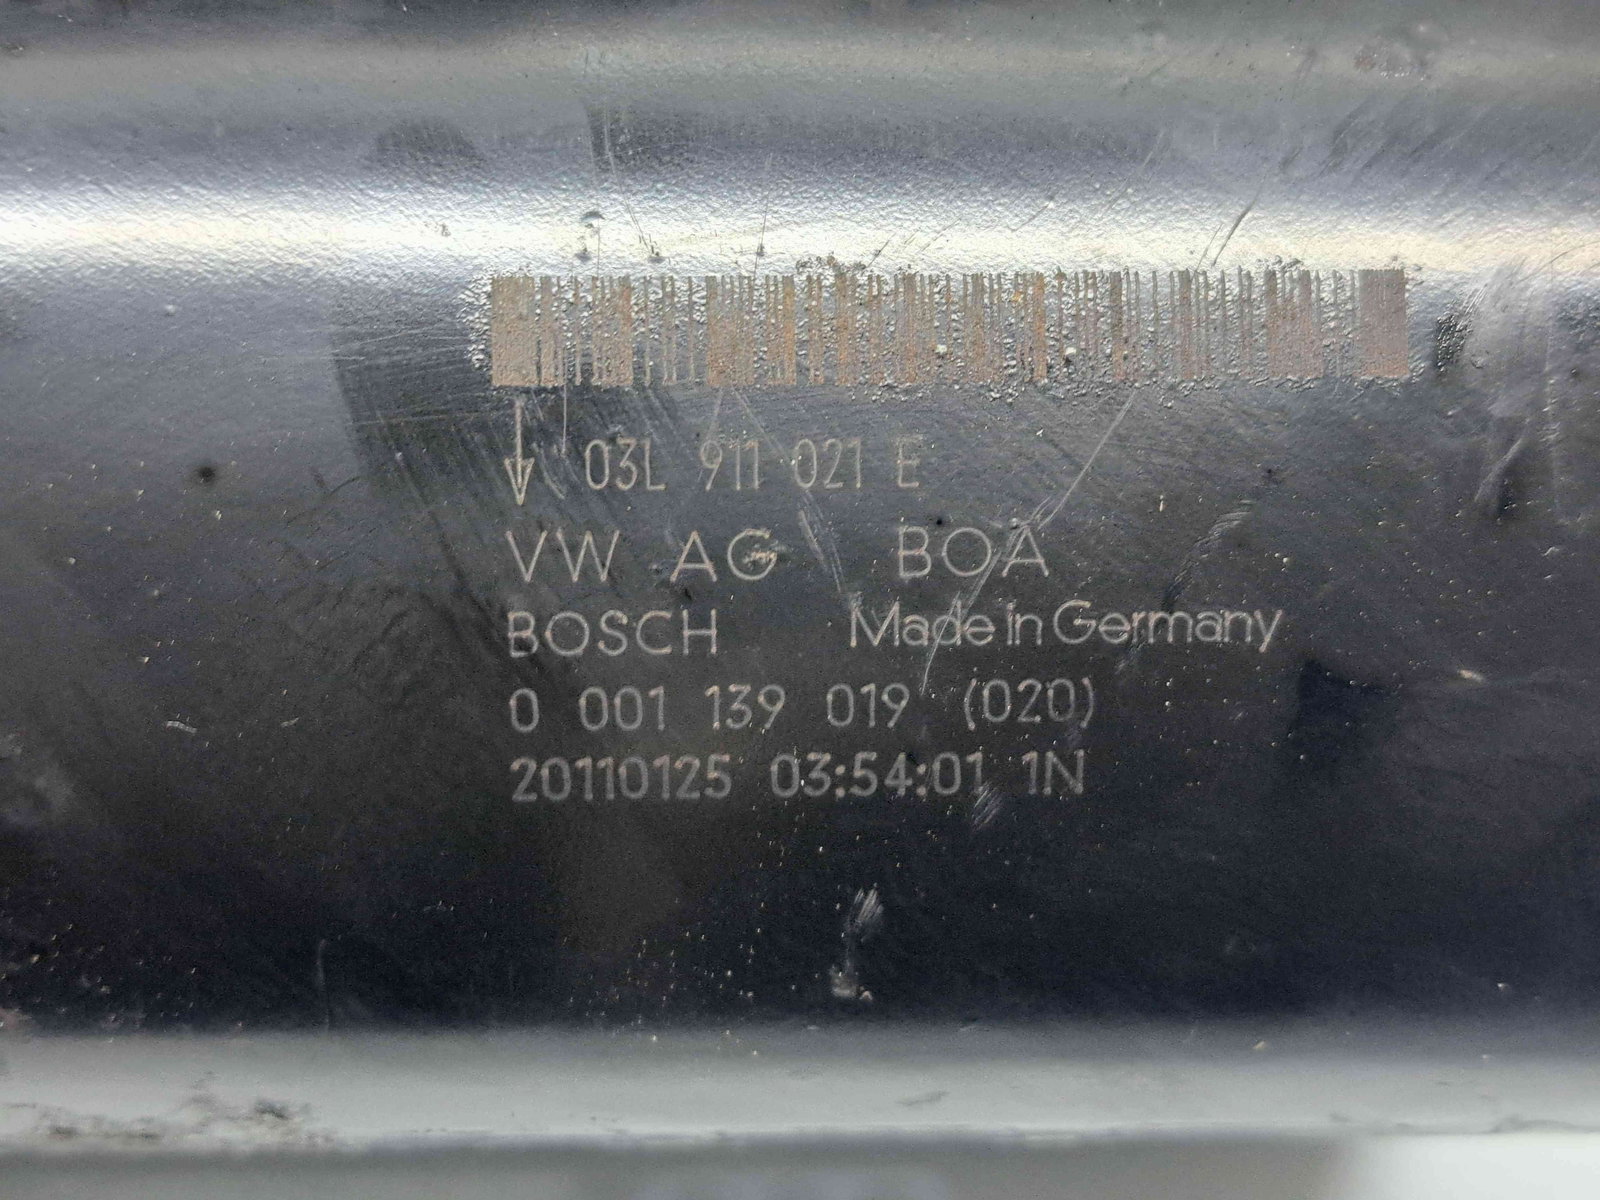 03L 911 021 E
VW AG BOA
BOSCH Made in Germany
0 001 139 019 (020)
20110125 03:54:01 1N